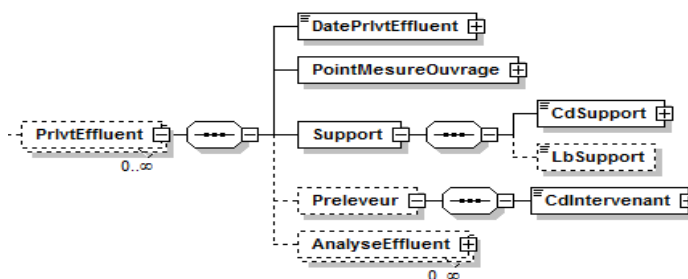 DatePrlvtEffluent
PointMesureOuvrage
PrlvtEffluent
0..∞
Support
CdSupport
LbSupport
Preleveur
CdIntervenant
AnalyseEffluent
0..∞